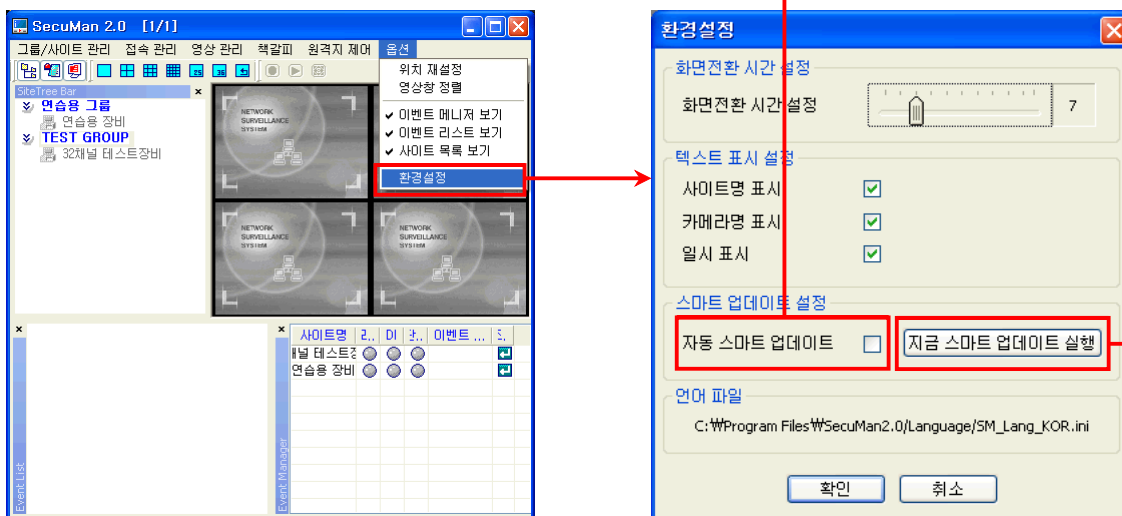 SecuMan 2.0 [1/1]
그룹/사이트 관리 접속 관리 영상 관리 책갈피 원격지 제어 옵션
위치 재설정
영상창 정렬
이벤트 메니저 보기
이벤트 리스트 보기
사이트 목록 보기
환경설정
SiteTree Bar
연습용 그룹
연습용 장비
TEST GROUP
32채널 테스트장비
NETWORK
SURVEILLANCE
SYSTEM
NETWORK
SURVEILLANCE
SYSTEM
NETWORK
SURVEILLANCE
SYSTEM
사이트명 DI 이벤트 ...
널 테스트장
연습용 장비
Event List
Event Manager
환경설정
화면전환 시간 설정
화면전환 시간 설정 7
텍스트 표시 설정
사이트명 표시
카메라명 표시
일시 표시
스마트 업데이트 설정
자동 스마트 업데이트 지금 스마트 업데이트 실행
언어 파일
C:₩Program Files₩SecuMan2.0/Language/SM_Lang_KOR.ini
확인 취소